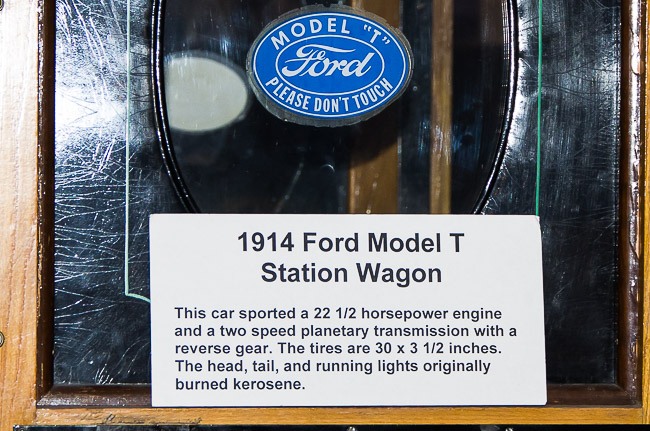 MODEL "T"
Ford
PLEASE DON'T TOUCH
1914 Ford Model T
Station Wagon
This car sported a 22 1/2 horsepower engine
and a two speed planetary transmission with a
reverse gear. The tires are 30 x 3 1/2 inches.
The head, tail, and running lights originally
burned kerosene.